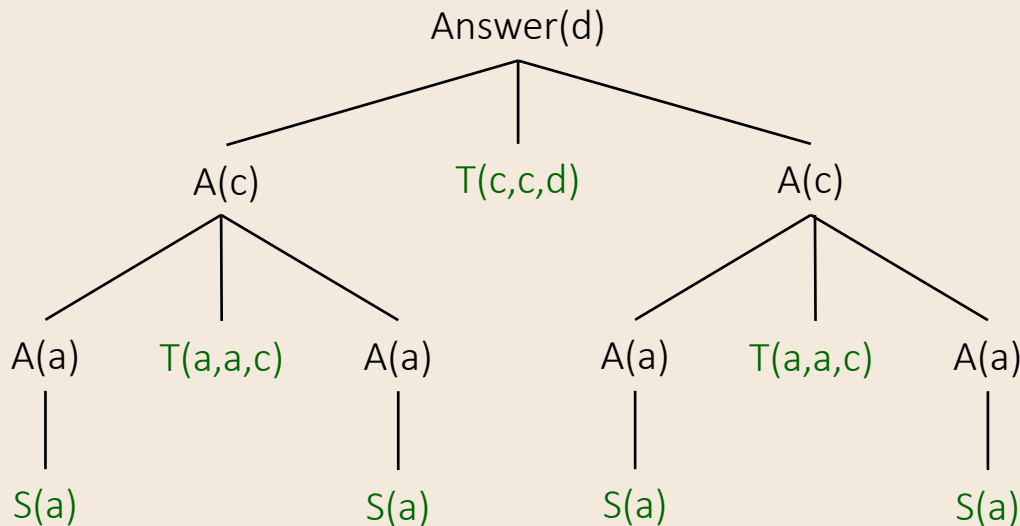 Answer(d)
A(c) T(c,c,d) A(c)
A(a) T(a,a,c) A(a) A(a) T(a,a,c) A(a)
S(a) S(a) S(a) S(a)